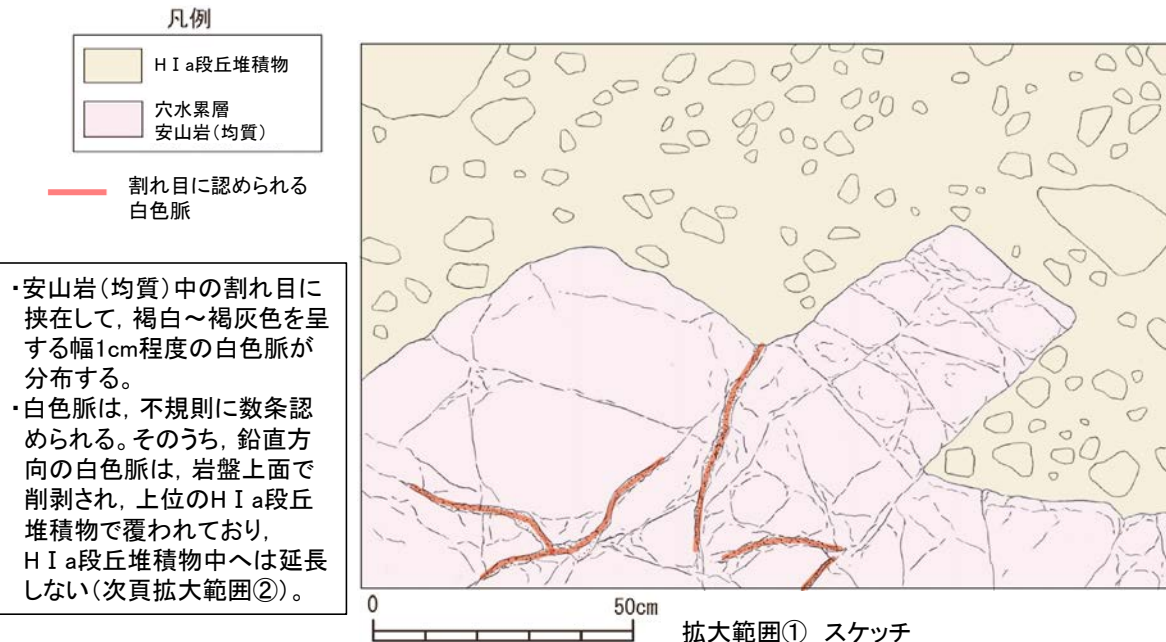 凡例
HⅠa段丘堆積物
穴水累層
安山岩(均質)
割れ目に認められる
白色脈
・安山岩(均質)中の割れ目に
挟在して,褐白~褐灰色を呈
する幅1cm程度の白色脈が
分布する。
・白色脈は,不規則に数条認
められる。そのうち,鉛直方
向の白色脈は,岩盤上面で
削剥され,上位のHⅠa段丘
堆積物で覆われており,
HⅠa段丘堆積物中へは延長
しない(次頁拡大範囲②)。
0 50cm
拡大範囲① スケッチ